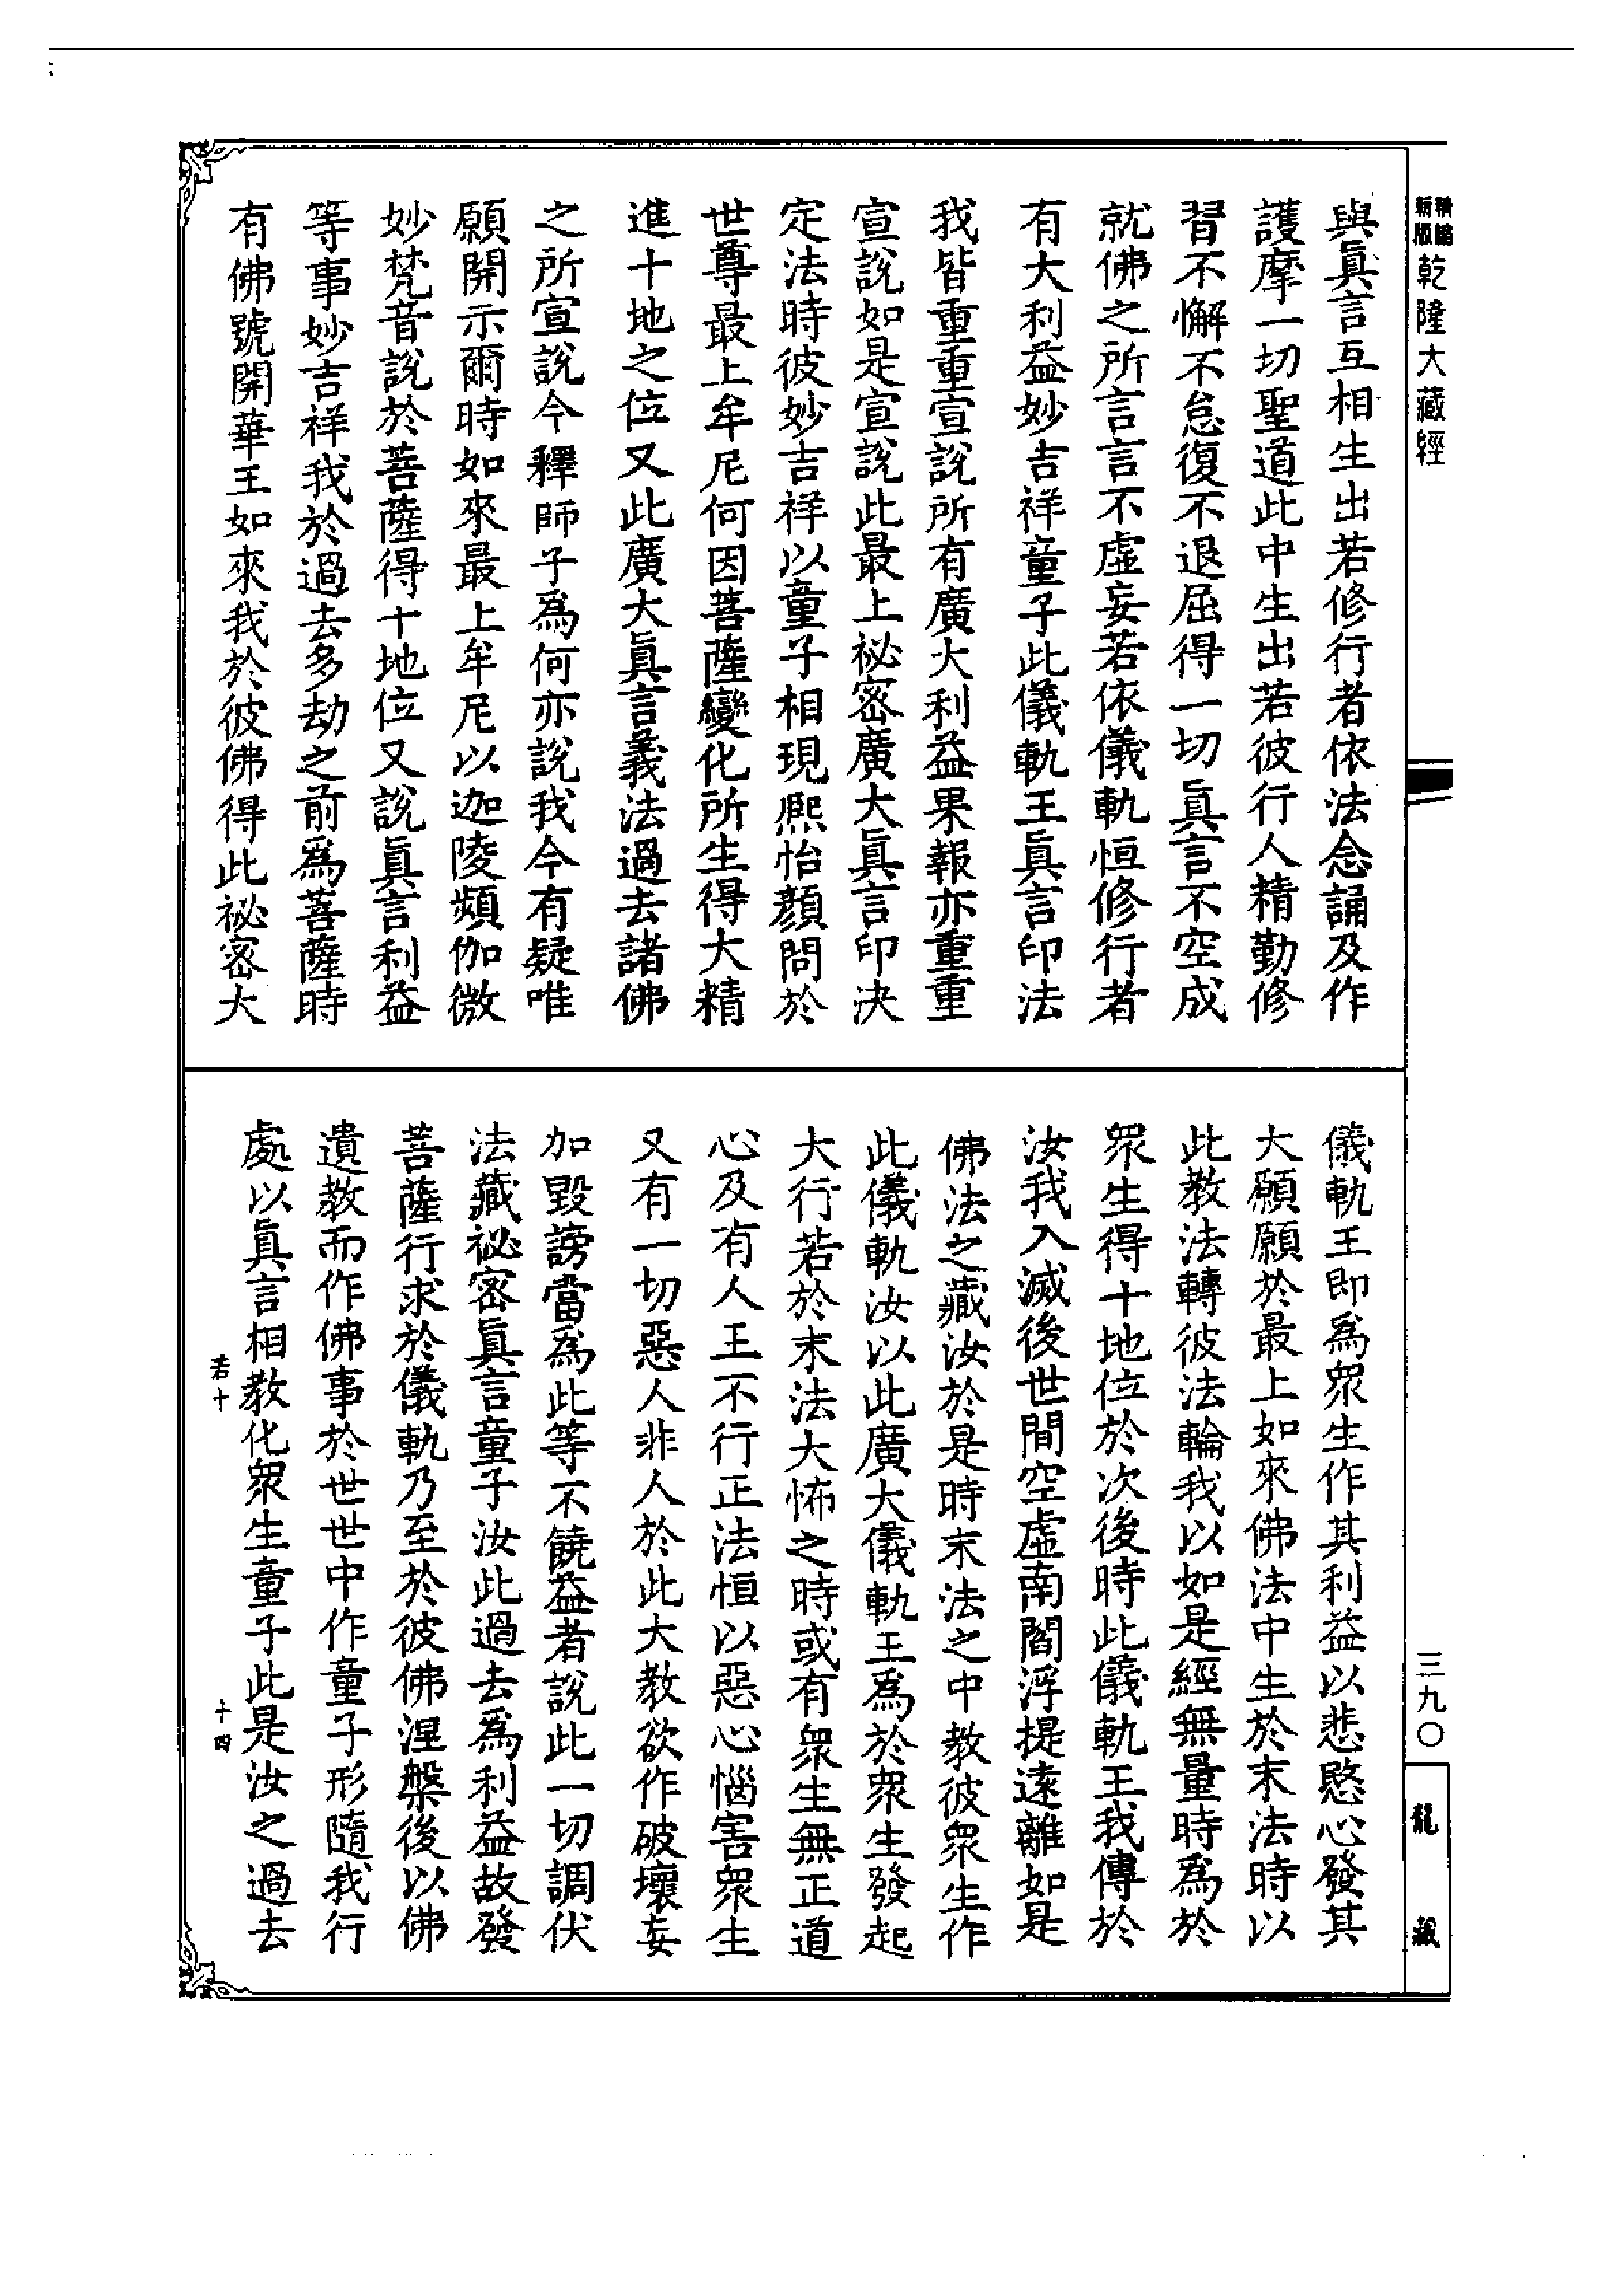 精編新版
乾隆大藏經
與眞言互相生出若修行者依法念誦及作
護摩一切聖道此中生出若彼行人精勤修
習不懈不怠復不退屈得一切眞言不空成
就佛之所言言不虛妄若依儀軌恒修行者
有大利益妙吉祥童子此儀軌王眞言印法
我皆重重宣說所有廣大利益果報亦重重
宣說如是宣說此最上祕密廣大眞言印決
定法時彼妙吉祥以童子相現熈怡顏問於
世尊最上牟尼何因菩薩變化所生得大精
進十地之位又此廣大眞言義法過去諸佛
之所宣說今釋師子爲何亦說我今有疑唯
願開示爾時如來最上牟尼以迦陵頻伽微
妙梵音說於菩薩得十地位又說眞言利益
等事妙吉祥我於過去多劫之前爲菩薩時
有佛號開華王如來我於彼佛得此祕密大
儀軌王即爲眾生作其利益以悲愍心發其
大願願於最上如來佛法中生於末法時以
此教法轉彼法輪我以如是經無量時爲於
眾生得十地位於次後時此儀軌王我傳於
汝我入滅後世間空虛南閻浮提遠離如是
佛法之藏汝於是時末法之中教彼眾生作
此儀軌汝以此廣大儀軌王爲於眾生發起
大行若於末法大怖之時或有眾生無正道
心及有人王不行正法恒以惡心惱害眾生
又有一切惡人非人於此大教欲作破壞妄
加毀謗當爲此等不饒益者說此一切調伏
法藏祕密眞言童子汝此過去爲利益故發
菩薩行求於儀軌乃至於彼佛涅槃後以佛
遺教而作佛事於世世中作童子形隨我行
處以眞言相教化眾生童子此是汝之過去
若十
十四
三九〇
龍藏